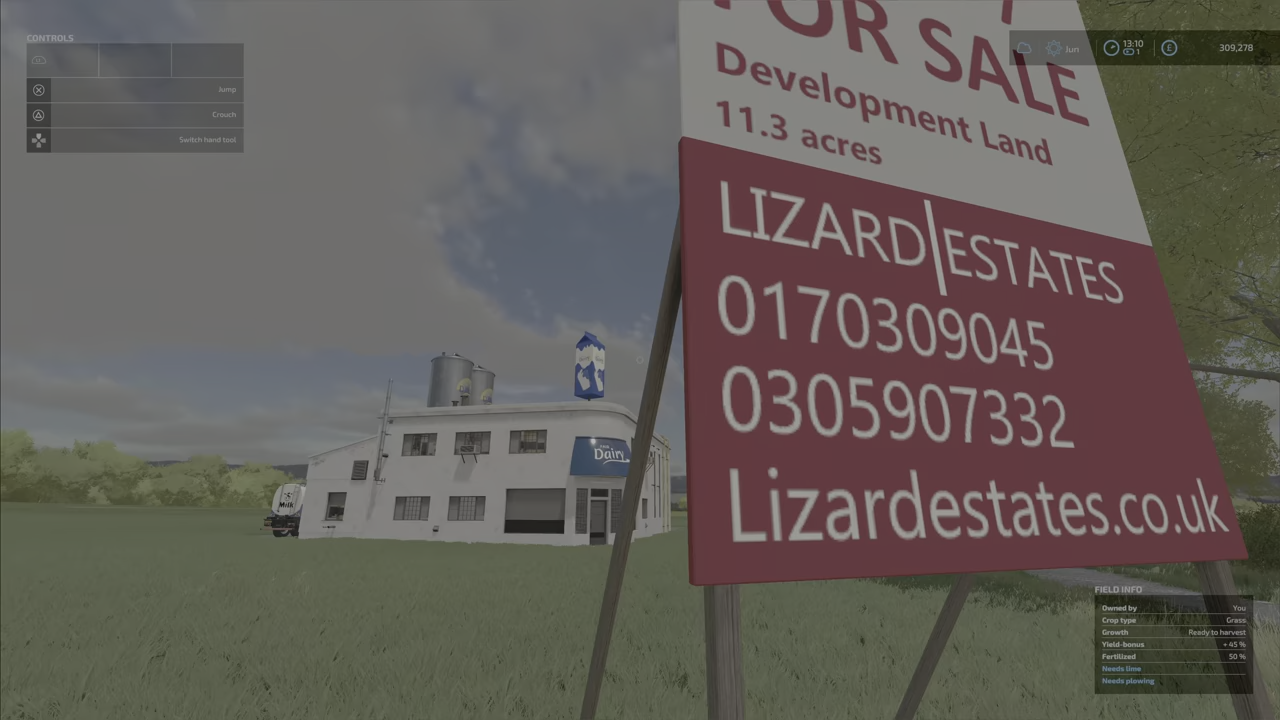 CONTROLS
Jump
Crouch
Switch hand tool
FOR SALE
Development Land
11.3 acres
LIZARD|ESTATES
0170309045
0305907332
Lizardestates.co.uk
Jun
13:10
1
E
309,278
Dairy
Milk
FIELD INFO
Owned by You
Crop type Grass
Growth Ready to harvest
Yield-bonus + 45 %
Fertilized 50 %
Needs lime
Needs plowing